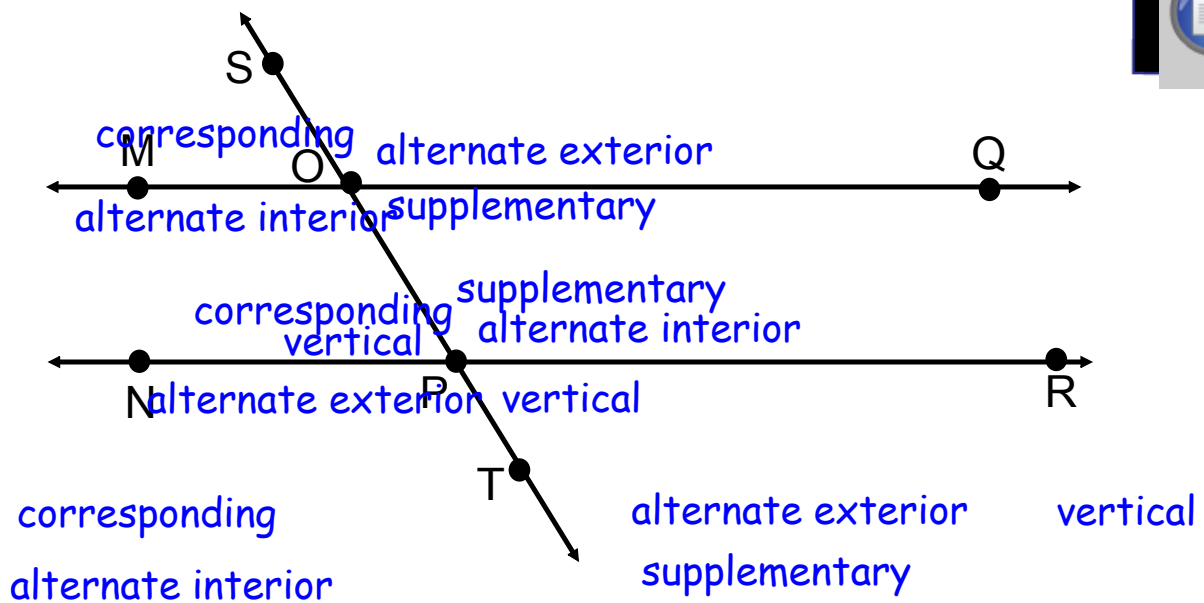 S
corresponding
M
O
alternate exterior
Q
alternate interior
supplementary
supplementary
corresponding
alternate interior
vertical
N
alternate exterior
P
vertical
R
T
corresponding
alternate exterior
vertical
alternate interior
supplementary